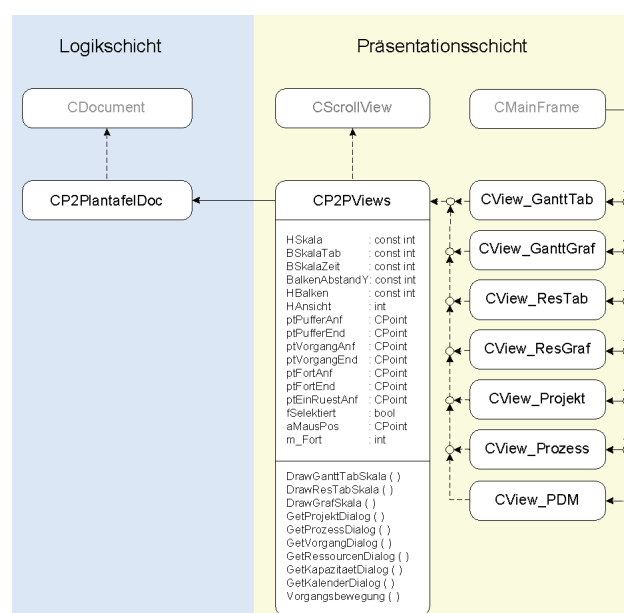 Logikschicht
Präsentationsschicht
CDocument
CScrollView
CMainFrame
CP2PlantafelDoc
CP2PViews
HSkala : const int
BSkalaTab : const int
BSkalaZeit : const int
BalkenAbstandY: const int
HBalken : const int
HAnsicht : int
ptPufferAnf : CPoint
ptPufferEnd : CPoint
ptVorgangAnf : CPoint
ptVorgangEnd : CPoint
ptFortAnf : CPoint
ptFortEnd : CPoint
ptEinRuestAnf : CPoint
fSelektiert : bool
aMausPos : CPoint
m_Fort : int
DrawGanttTabSkala ( )
DrawResTabSkala ( )
DrawGrafSkala ( )
GetProjektDialog ( )
GetProzessDialog ( )
GetVorgangDialog ( )
GetRessourcenDialog ( )
GetKapazitaetDialog ( )
GetKalenderDialog ( )
Vorgangsbewegung ( )
CView_GanttTab
CView_GanttGraf
CView_ResTab
CView_ResGraf
CView_Projekt
CView_Prozess
CView_PDM